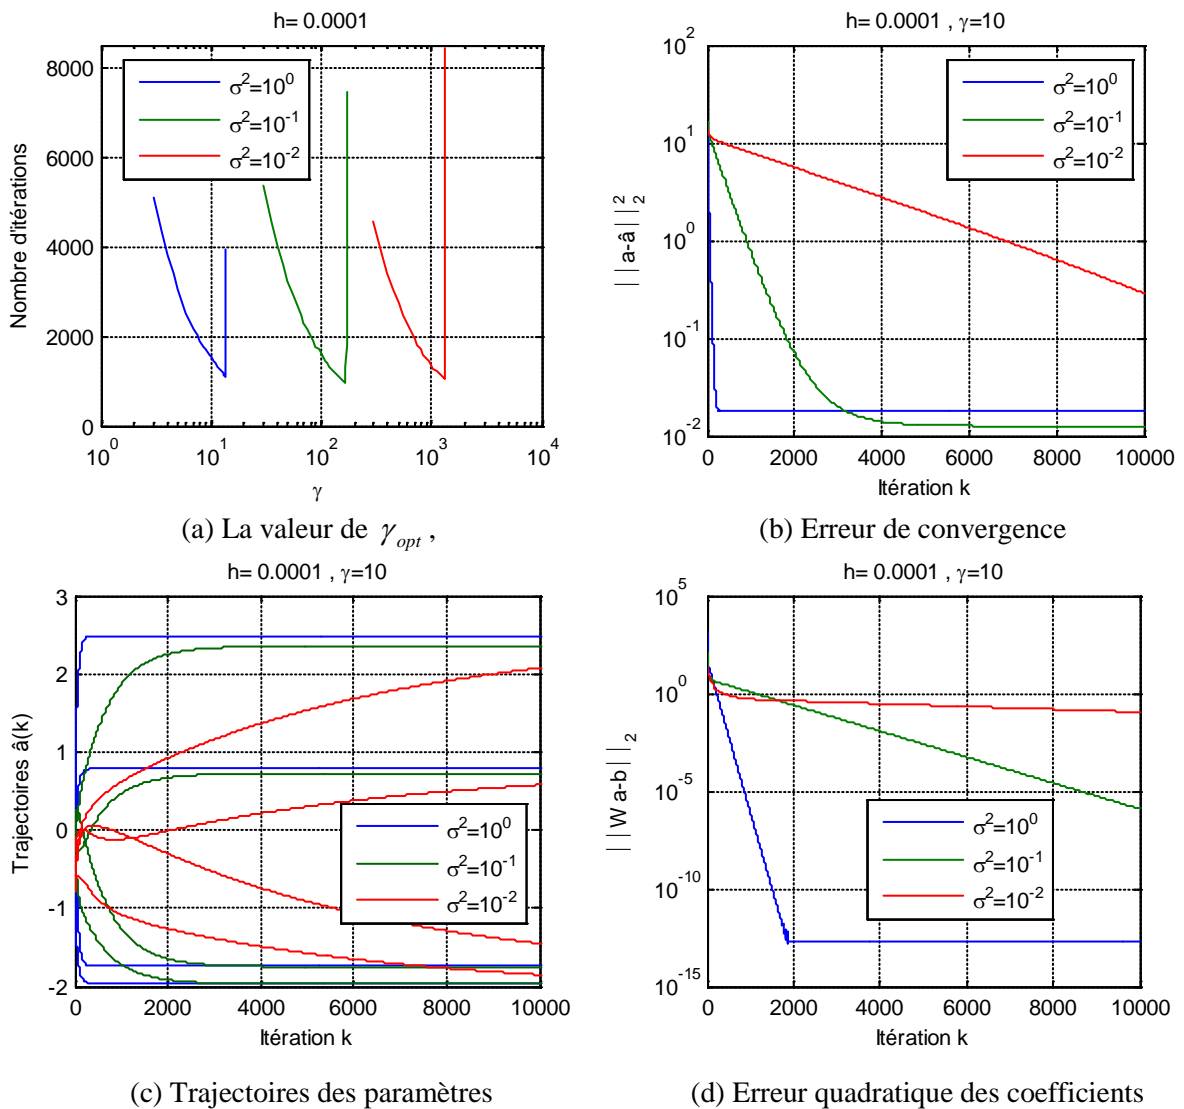 h= 0.0001
Nombre d'itérations
8000
6000
4000
2000
0
σ²=10⁰
σ²=10⁻¹
σ²=10⁻²
10⁰
10¹
10²
10³
10⁴
γ
(a) La valeur de γopt ,
h= 0.0001 , γ=10
||a-â||₂²
10²
10¹
10⁰
10⁻¹
10⁻²
σ²=10⁰
σ²=10⁻¹
σ²=10⁻²
0
2000
4000
6000
8000
10000
Itération k
(b) Erreur de convergence
h= 0.0001 , γ=10
Trajectoires â(k)
3
2
1
0
-1
-2
σ²=10⁰
σ²=10⁻¹
σ²=10⁻²
0
2000
4000
6000
8000
10000
Itération k
(c) Trajectoires des paramètres
h= 0.0001 , γ=10
||W a-b||₂
10⁵
10⁰
10⁻⁵
10⁻¹⁰
10⁻¹⁵
σ²=10⁰
σ²=10⁻¹
σ²=10⁻²
0
2000
4000
6000
8000
10000
Itération k
(d) Erreur quadratique des coefficients